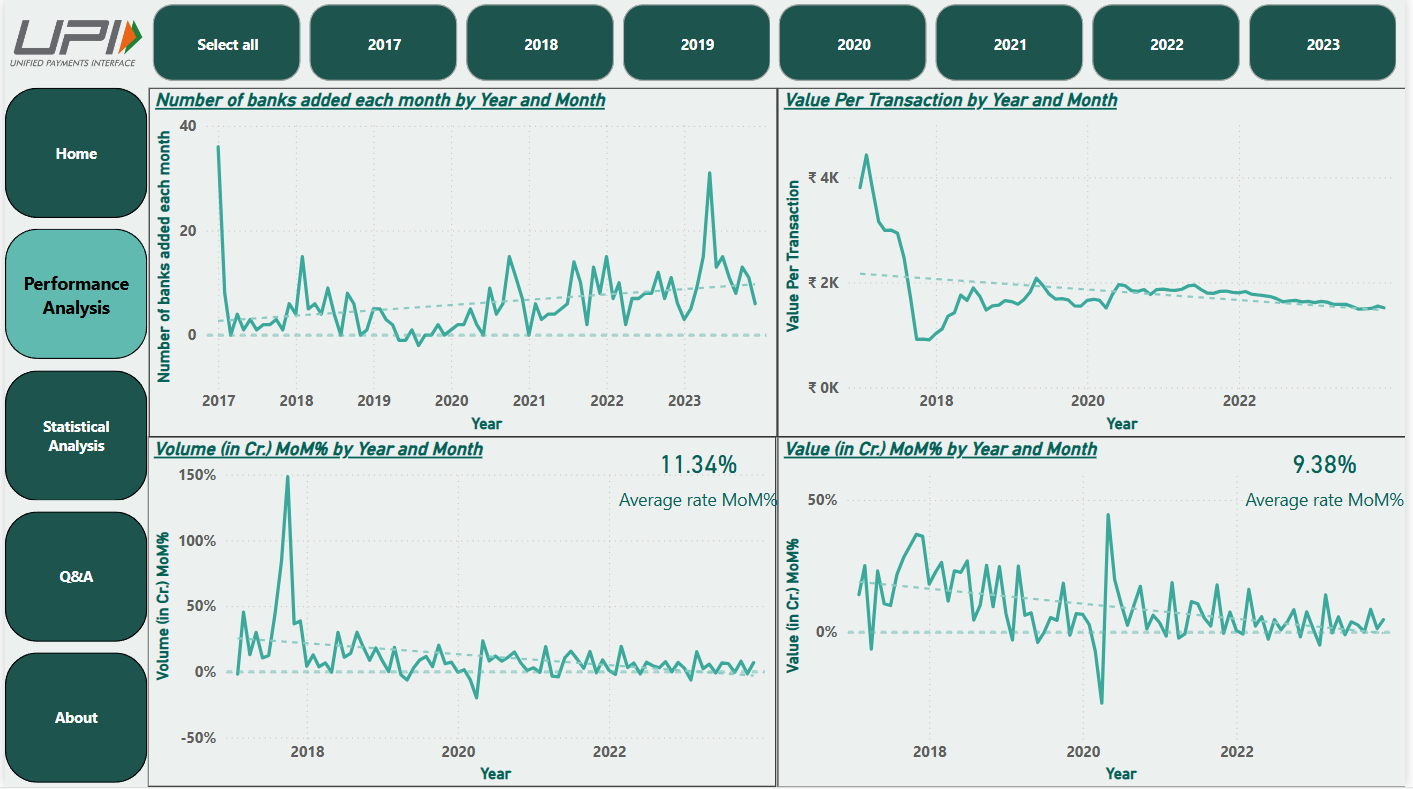 UPI
UNIFIED PAYMENTS INTERFACE
Select all
2017
2018
2019
2020
2021
2022
2023
Home
Performance
Analysis
Statistical
Analysis
Q&A
About
Number of banks added each month by Year and Month
Number of banks added each month
40
20
0
2017
2018
2019
2020
2021
2022
2023
Year
Value Per Transaction by Year and Month
Value Per Transaction
₹ 4K
₹ 2K
₹ 0K
2018
2020
2022
Year
Volume (in Cr.) MoM% by Year and Month
11.34%
Average rate MoM%
Volume (in Cr.) MoM%
150%
100%
50%
0%
-50%
2018
2020
2022
Year
Value (in Cr.) MoM% by Year and Month
9.38%
Average rate MoM%
Value (in Cr.) MoM%
50%
0%
2018
2020
2022
Year